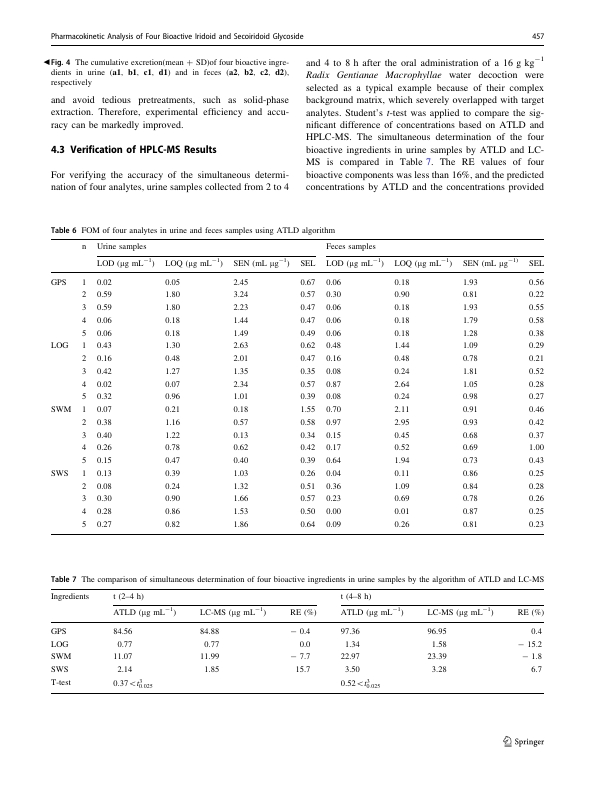 Pharmacokinetic Analysis of Four Bioactive Iridoid and Secoiridoid Glycoside 457
◀Fig. 4 The cumulative excretion(mean + SD)of four bioactive ingre-
dients in urine (a1, b1, c1, d1) and in feces (a2, b2, c2, d2),
respectively
and avoid tedious pretreatments, such as solid-phase
extraction. Therefore, experimental efficiency and accu-
racy can be markedly improved.
4.3 Verification of HPLC-MS Results
For verifying the accuracy of the simultaneous determi-
nation of four analytes, urine samples collected from 2 to 4
and 4 to 8 h after the oral administration of a 16 g kg⁻¹
Radix Gentianae Macrophyllae water decoction were
selected as a typical example because of their complex
background matrix, which severely overlapped with target
analytes. Student's t-test was applied to compare the sig-
nificant difference of concentrations based on ATLD and
HPLC-MS. The simultaneous determination of the four
bioactive ingredients in urine samples by ATLD and LC-
MS is compared in Table 7. The RE values of four
bioactive components was less than 16%, and the predicted
concentrations by ATLD and the concentrations provided
Table 6 FOM of four analytes in urine and feces samples using ATLD algorithm
n Urine samples Feces samples
LOD (μg mL⁻¹) LOQ (μg mL⁻¹) SEN (mL μg⁻¹) SEL LOD (μg mL⁻¹) LOQ (μg mL⁻¹) SEN (mL μg⁻¹) SEL
GPS 1 0.02 0.05 2.45 0.67 0.06 0.18 1.93 0.56
2 0.59 1.80 3.24 0.57 0.30 0.90 0.81 0.22
3 0.59 1.80 2.23 0.47 0.06 0.18 1.93 0.55
4 0.06 0.18 1.44 0.47 0.06 0.18 1.79 0.58
5 0.06 0.18 1.49 0.49 0.06 0.18 1.28 0.38
LOG 1 0.43 1.30 2.63 0.62 0.48 1.44 1.09 0.29
2 0.16 0.48 2.01 0.47 0.16 0.48 0.78 0.21
3 0.42 1.27 1.35 0.35 0.08 0.24 1.81 0.52
4 0.02 0.07 2.34 0.57 0.87 2.64 1.05 0.28
5 0.32 0.96 1.01 0.39 0.08 0.24 0.98 0.27
SWM 1 0.07 0.21 0.18 1.55 0.70 2.11 0.91 0.46
2 0.38 1.16 0.57 0.58 0.97 2.95 0.93 0.42
3 0.40 1.22 0.13 0.34 0.15 0.45 0.68 0.37
4 0.26 0.78 0.62 0.42 0.17 0.52 0.69 1.00
5 0.15 0.47 0.40 0.39 0.64 1.94 0.73 0.43
SWS 1 0.13 0.39 1.03 0.26 0.04 0.11 0.86 0.25
2 0.08 0.24 1.32 0.51 0.36 1.09 0.84 0.28
3 0.30 0.90 1.66 0.57 0.23 0.69 0.78 0.26
4 0.28 0.86 1.53 0.50 0.00 0.01 0.87 0.25
5 0.27 0.82 1.86 0.64 0.09 0.26 0.81 0.23
Table 7 The comparison of simultaneous determination of four bioactive ingredients in urine samples by the algorithm of ATLD and LC-MS
Ingredients t (2–4 h) t (4–8 h)
ATLD (μg mL⁻¹) LC-MS (μg mL⁻¹) RE (%) ATLD (μg mL⁻¹) LC-MS (μg mL⁻¹) RE (%)
GPS 84.56 84.88 − 0.4 97.36 96.95 0.4
LOG 0.77 0.77 0.0 1.34 1.58 − 15.2
SWM 11.07 11.99 − 7.7 22.97 23.39 − 1.8
SWS 2.14 1.85 15.7 3.50 3.28 6.7
T-test 0.37 < t³0.025 0.52 < t³0.025
Springer